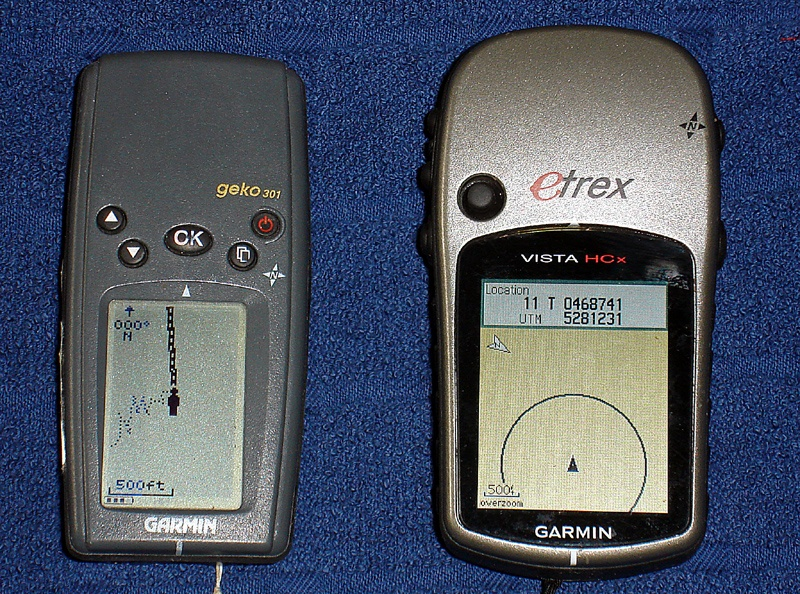 geko 301
OK
N
000°
N
500ft
GARMIN
N
etrex
VISTA HCx
Location
11 T 0468741
UTM 5281231
N
500ft
overzoom
GARMIN